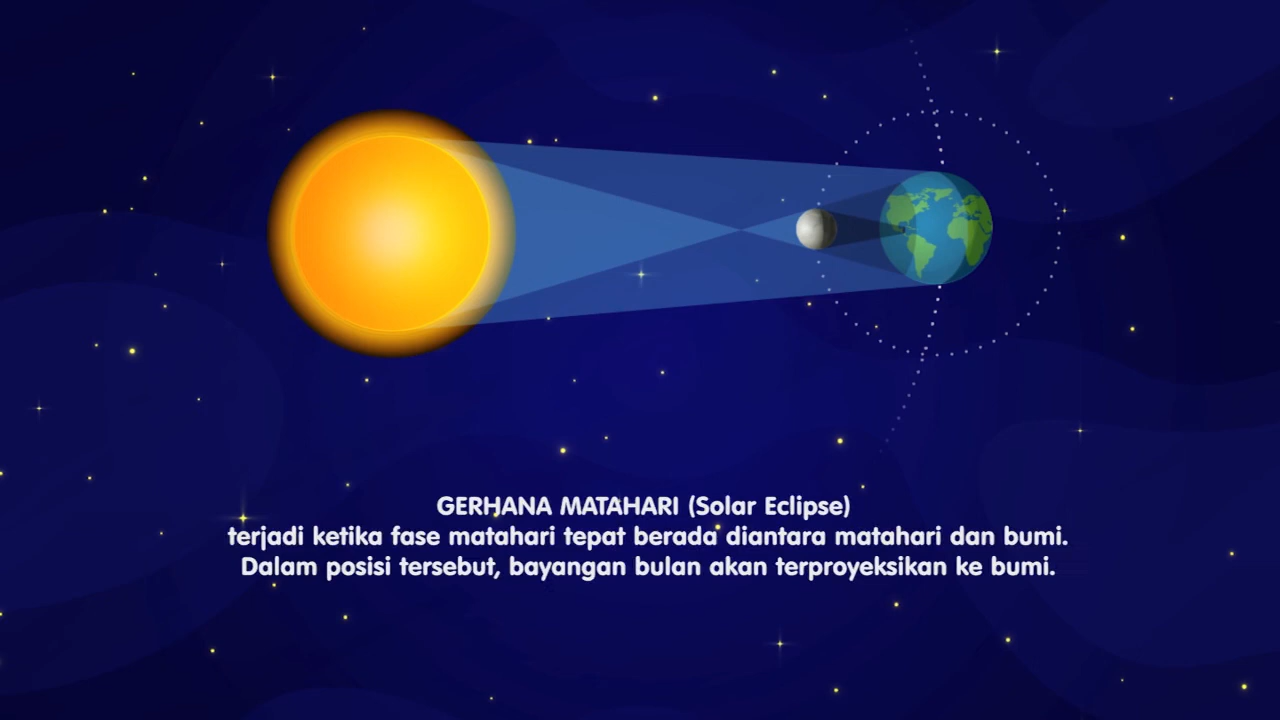 GERHANA MATAHARI (Solar Eclipse)
terjadi ketika fase matahari tepat berada diantara matahari dan bumi.
Dalam posisi tersebut, bayangan bulan akan terproyeksikan ke bumi.